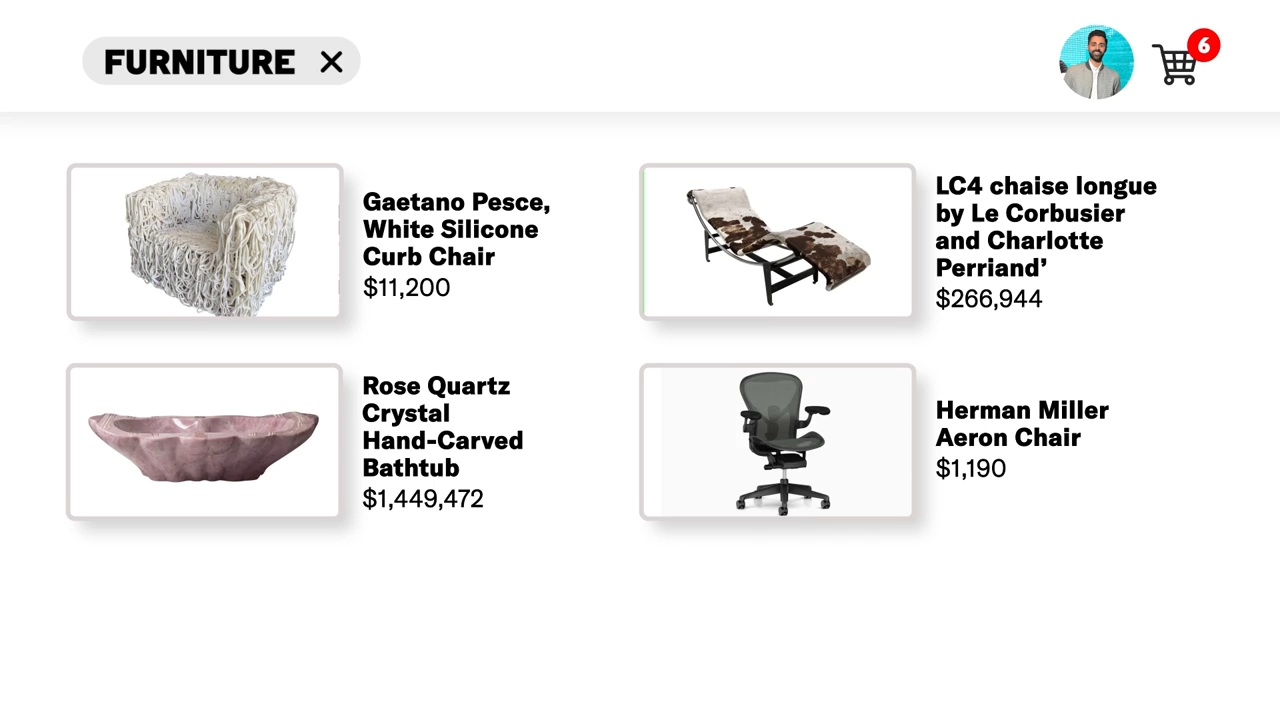 FURNITURE
6
Gaetano Pesce,
White Silicone
Curb Chair
$11,200
LC4 chaise longue
by Le Corbusier
and Charlotte
Perriand’
$266,944
Rose Quartz
Crystal
Hand-Carved
Bathtub
$1,449,472
Herman Miller
Aeron Chair
$1,190